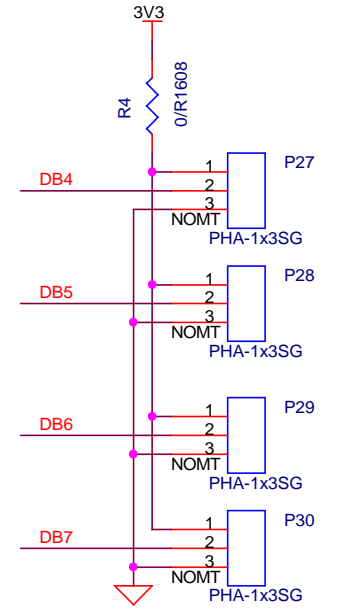 3V3
R4
0/R1608
P27
1
DB4
2
3
NOMT
PHA-1x3SG
P28
1
DB5
2
3
NOMT
PHA-1x3SG
P29
1
DB6
2
3
NOMT
PHA-1x3SG
P30
1
DB7
2
3
NOMT
PHA-1x3SG